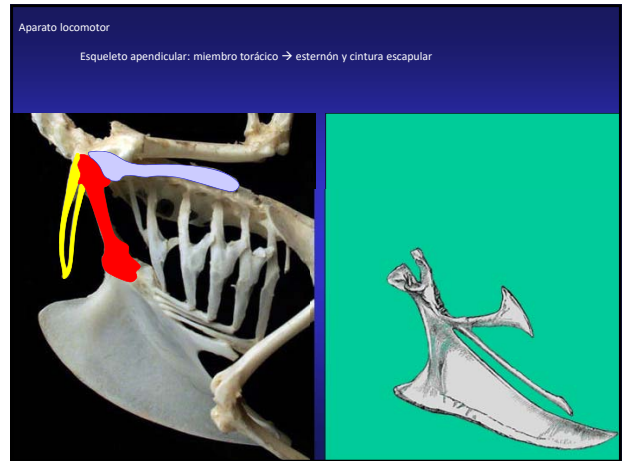 Aparato locomotor
Esqueleto apendicular: miembro torácico → esternón y cintura escapular